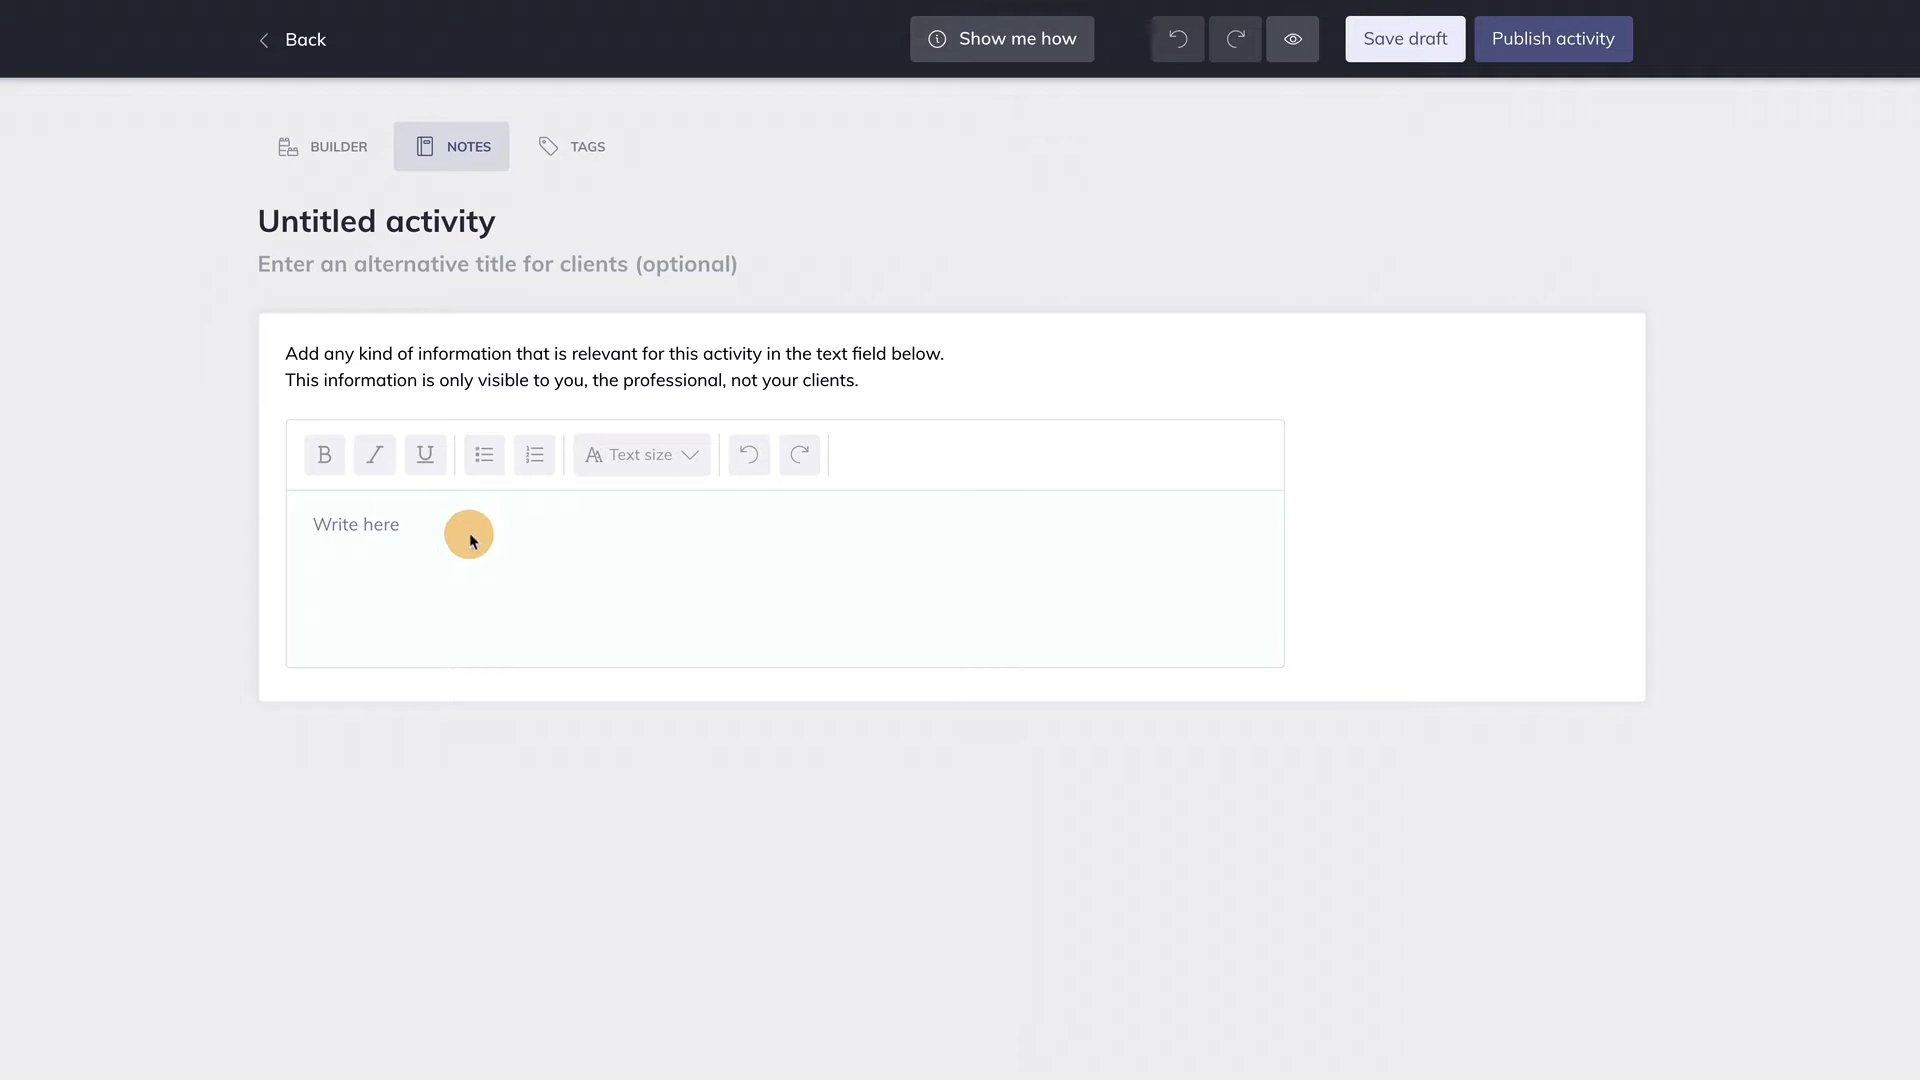 Back
Show me how
Save draft
Publish activity
BUILDER
NOTES
TAGS
Untitled activity
Enter an alternative title for clients (optional)
Add any kind of information that is relevant for this activity in the text field below.
This information is only visible to you, the professional, not your clients.
B I U Text size
Write here